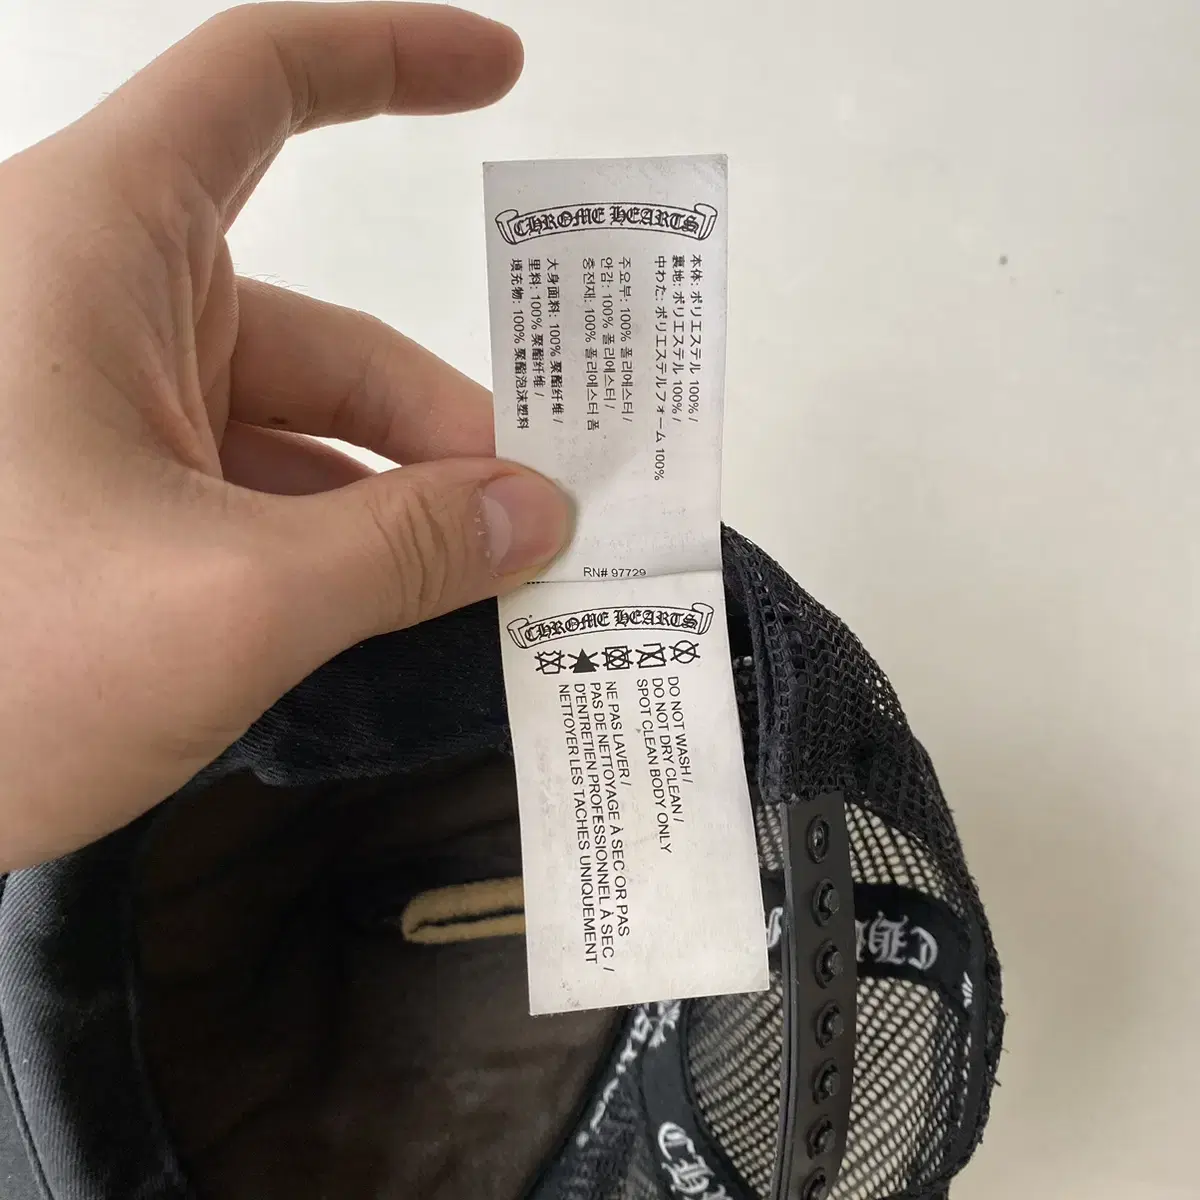 CHROME HEARTS
本体: ポリエステル 100% /
裏地: ポリエステル 100% /
中わた: ポリエステルフォーム 100%
주요부: 100% 폴리에스터 /
안감: 100% 폴리에스터 /
충전재: 100% 폴리에스터 폼
大身面料: 100% 聚酯纤维 /
里料: 100% 聚酯纤维 /
填充物: 100% 聚酯泡沫塑料
RN# 97729
CHROME HEARTS
DO NOT WASH /
DO NOT DRY CLEAN /
SPOT CLEAN BODY ONLY
NE PAS LAVER /
PAS DE NETTOYAGE À SEC OR PAS
D'ENTRETIEN PROFESSIONNEL À SEC /
NETTOYER LES TACHES UNIQUEMENT